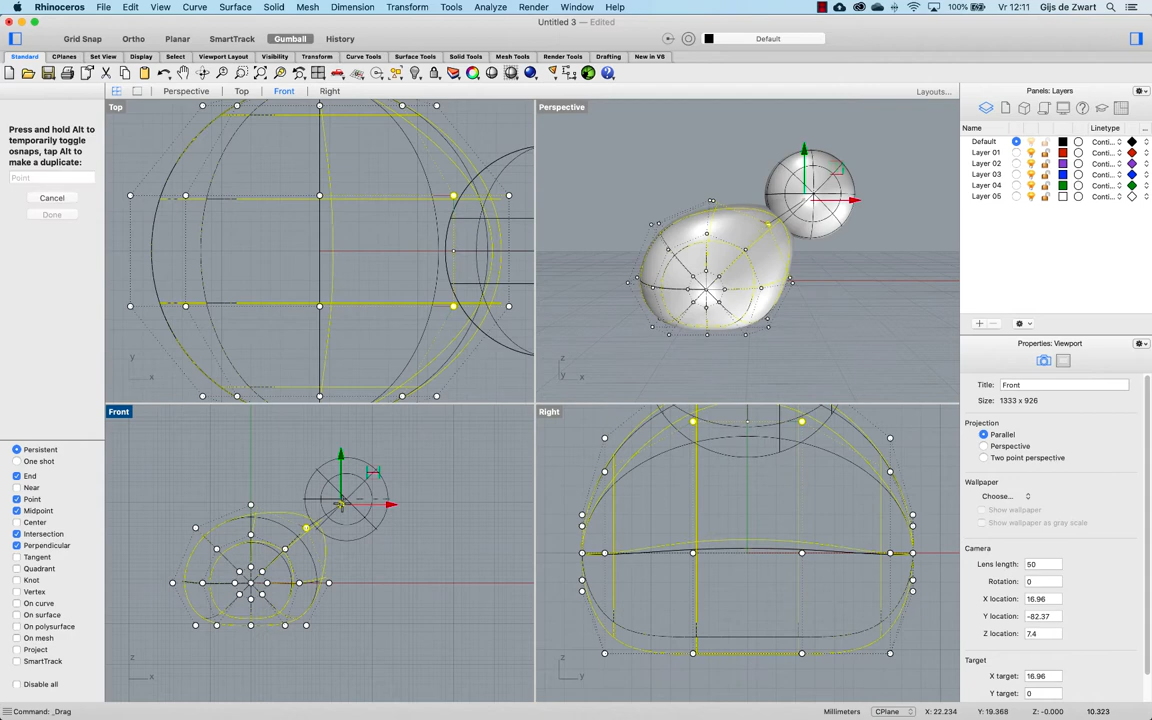 Rhinoceros File Edit View Curve Surface Solid Mesh Dimension Transform Tools Analyze Render Window Help 100% Vr 12:11 Gijs de Zwart
Untitled 3 — Edited
Grid Snap Ortho Planar SmartTrack Gumball History Default
Standard CPlanes Set View Display Select Viewport Layout Visibility Transform Curve Tools Surface Tools Solid Tools Mesh Tools Render Tools Drafting New in V6
Perspective Top Front Right Layouts... Panels: Layers
Top Perspective
Press and hold Alt to
temporarily toggle
osnaps, tap Alt to
make a duplicate:
Point
Cancel
Done
Name Linetype ...
Default Conti...
Layer 01 Conti...
Layer 02 Conti...
Layer 03 Conti...
Layer 04 Conti...
Layer 05 Conti...
y x
z
y x
Properties: Viewport
Title: Front
Size: 1333 x 926
Projection
Parallel
Perspective
Two point perspective
Wallpaper
Choose...
Show wallpaper
Show wallpaper as gray scale
Camera
Lens length: 50
Rotation: 0
X location: 16.96
Y location: -82.37
Z location: 7.4
Target
X target: 16.96
Y target: 0
Front Right
z x
z y
Persistent
One shot
End
Near
Point
Midpoint
Center
Intersection
Perpendicular
Tangent
Quadrant
Knot
Vertex
On curve
On surface
On polysurface
On mesh
Project
SmartTrack
Disable all
Command: _Drag Millimeters CPlane X: 22.234 Y: 19.368 Z: -0.000 10.323